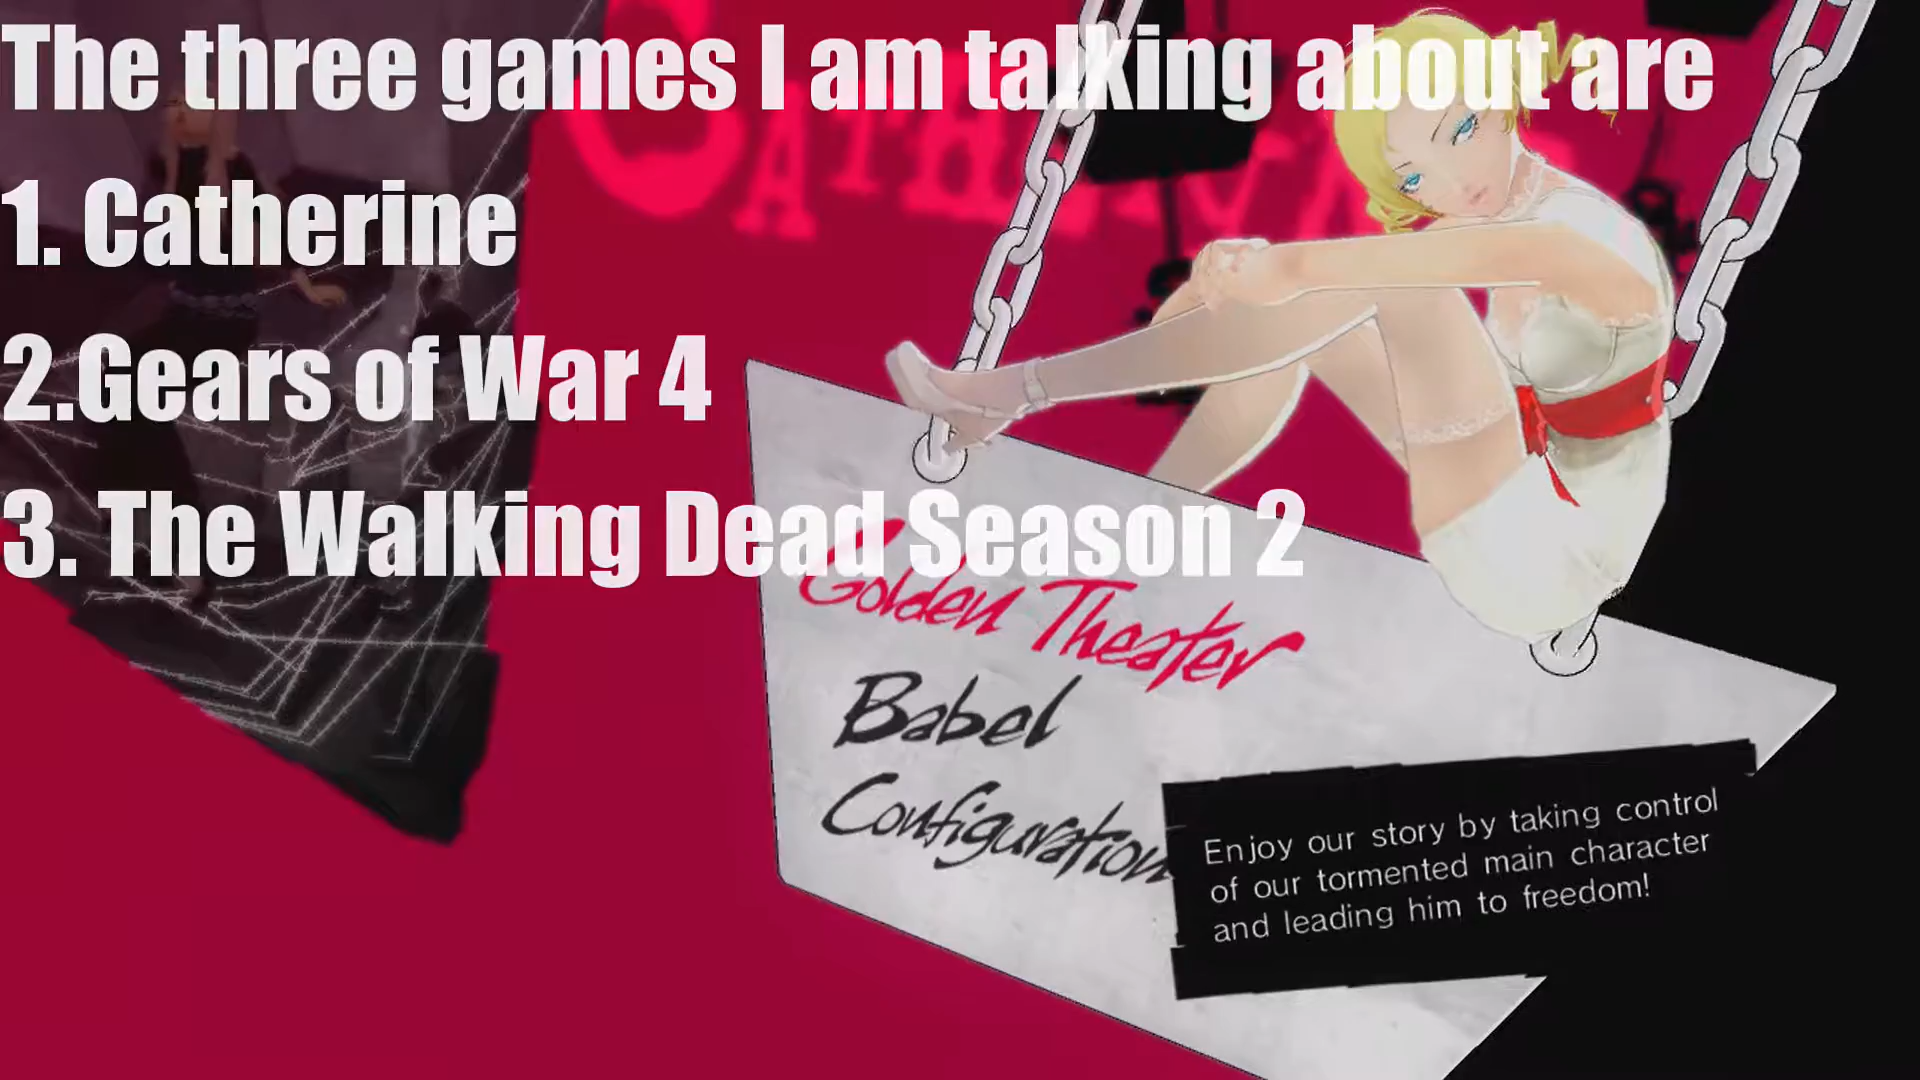 The three games I am talking about are
CATHERINE
1. Catherine
2.Gears of War 4
3. The Walking Dead Season 2
Golden Theater
Babel
Configuration
Enjoy our story by taking control
of our tormented main character
and leading him to freedom!